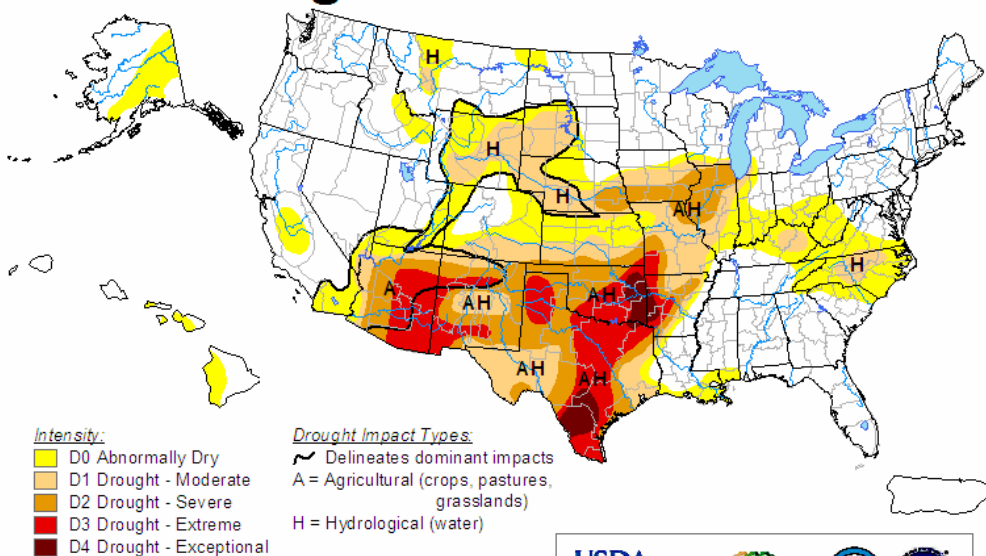 H
H
H
AH
H
A
AH
AH
AH
AH
Intensity:
D0 Abnormally Dry
D1 Drought - Moderate
D2 Drought - Severe
D3 Drought - Extreme
D4 Drought - Exceptional
Drought Impact Types:
Delineates dominant impacts
A = Agricultural (crops, pastures,
grasslands)
H = Hydrological (water)
USDA